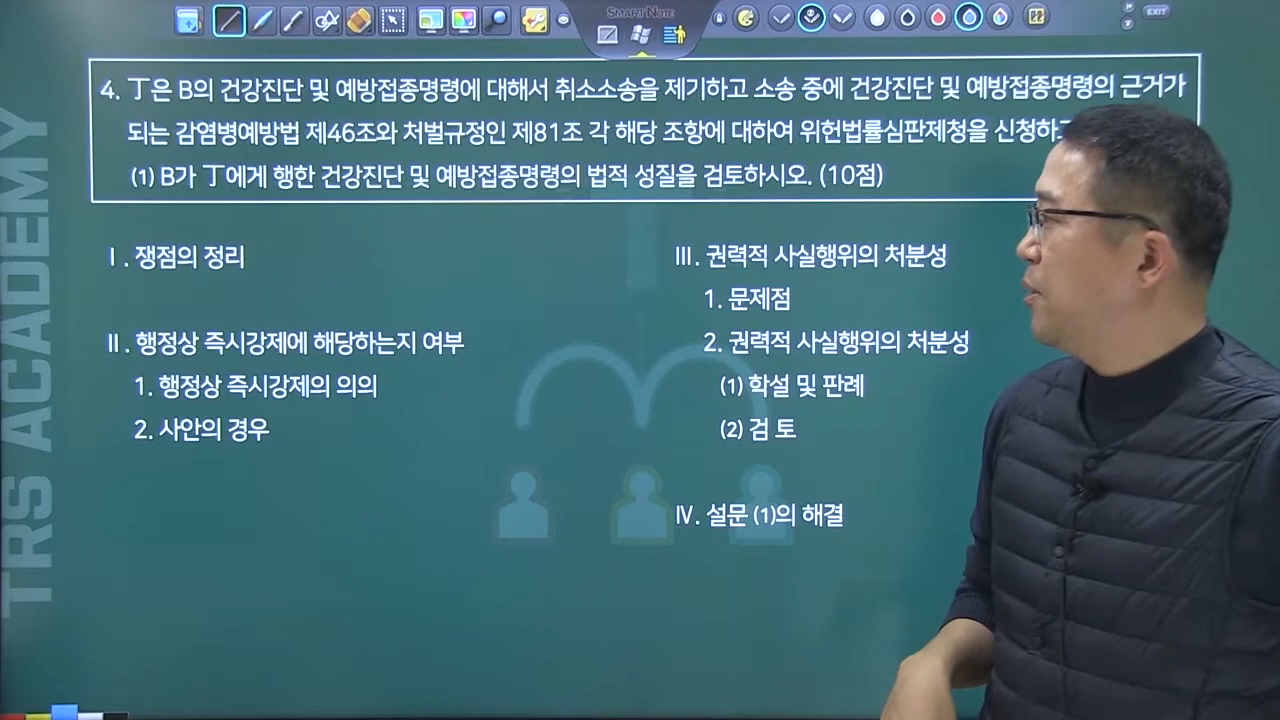 SMARTNOTE
EXIT
4. 丁은 B의 건강진단 및 예방접종명령에 대해서 취소소송을 제기하고 소송 중에 건강진단 및 예방접종명령의 근거가
되는 감염병예방법 제46조와 처벌규정인 제81조 각 해당 조항에 대하여 위헌법률심판제청을
(1) B가 丁에게 행한 건강진단 및 예방접종명령의 법적 성질을 검토하시오. (10점)
Ⅰ. 쟁점의 정리
Ⅱ. 행정상 즉시강제에 해당하는지 여부
1. 행정상 즉시강제의 의의
2. 사안의 경우
Ⅲ. 권력적 사실행위의 처분성
1. 문제점
2. 권력적 사실행위의 처분성
(1) 학설 및 판례
(2) 검 토
Ⅳ. 설문 (1)의 해결
TRS ACADEMY